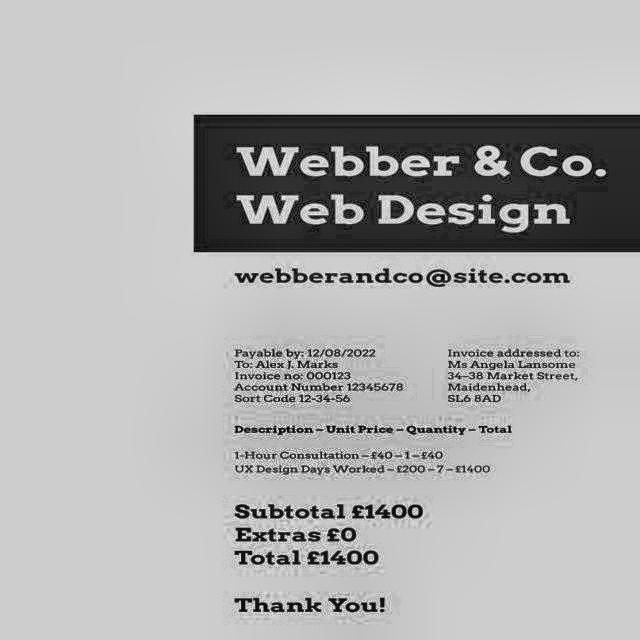 Webber & Co.
Web Design
webberandco@site.com
Payable by: 12/08/2022
To: Alex J. Marks
Invoice no: 000123
Account Number 12345678
Sort Code 12-34-56
Invoice addressed to:
Ms Angela Lansome
34–38 Market Street,
Maidenhead,
SL6 8AD
Description – Unit Price – Quantity – Total
1-Hour Consultation – £40 – 1 – £40
UX Design Days Worked – £200 – 7 – £1400
Subtotal £1400
Extras £0
Total £1400
Thank You!